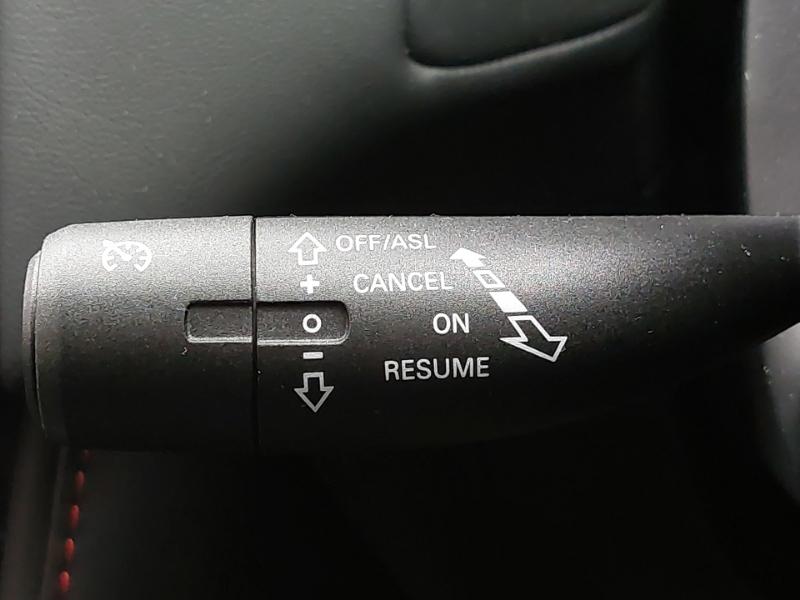 OFF/ASL
+ CANCEL
O ON
− RESUME